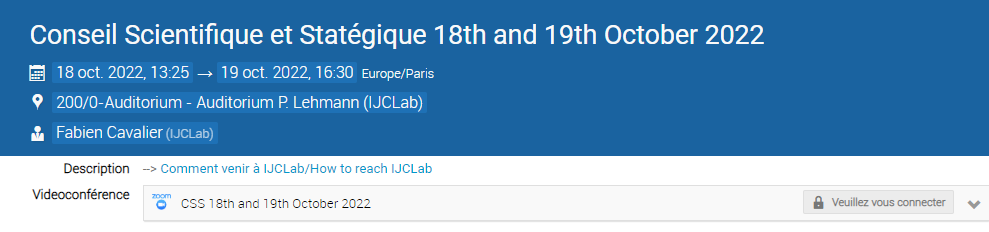 Conseil Scientifique et Statégique 18th and 19th October 2022
18 oct. 2022, 13:25 → 19 oct. 2022, 16:30 Europe/Paris
200/0-Auditorium - Auditorium P. Lehmann (IJCLab)
Fabien Cavalier (IJCLab)
Description --> Comment venir à IJCLab/How to reach IJCLab
Videoconférence zoom CSS 18th and 19th October 2022 Veuillez vous connecter